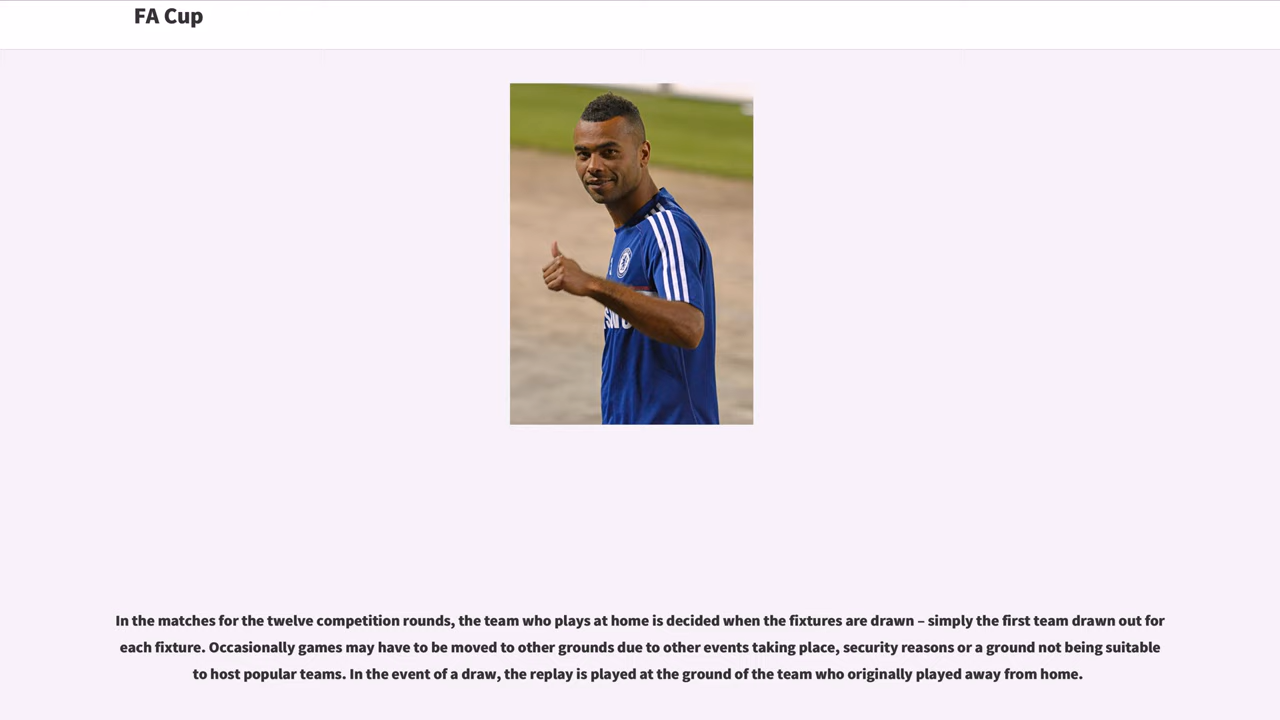 FA Cup
In the matches for the twelve competition rounds, the team who plays at home is decided when the fixtures are drawn – simply the first team drawn out for
each fixture. Occasionally games may have to be moved to other grounds due to other events taking place, security reasons or a ground not being suitable
to host popular teams. In the event of a draw, the replay is played at the ground of the team who originally played away from home.